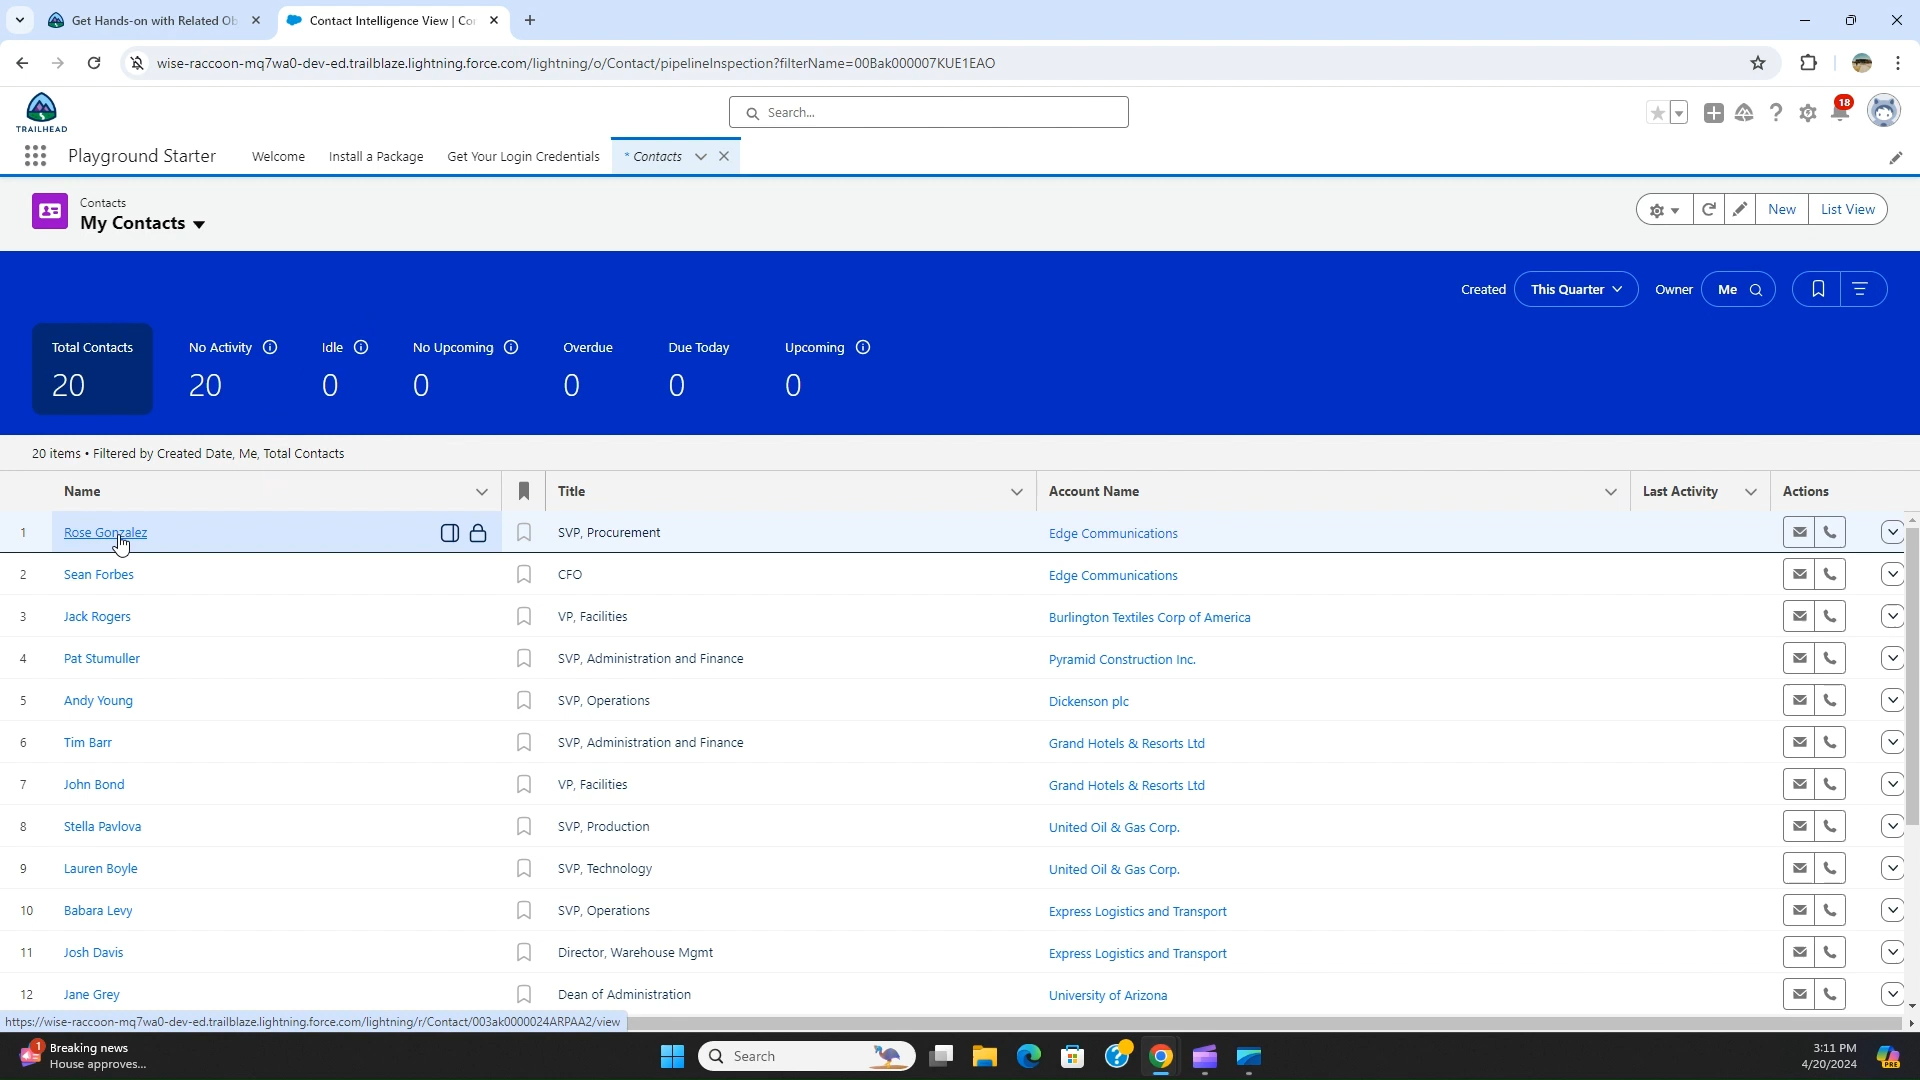 Get Hands-on with Related Ob
Contact Intelligence View | Co
wise-raccoon-mq7wa0-dev-ed.trailblaze.lightning.force.com/lightning/o/Contact/pipelineInspection?filterName=00Bak000007KUE1EAO
TRAILHEAD
Search...
18
Playground Starter
Welcome
Install a Package
Get Your Login Credentials
* Contacts
Contacts
My Contacts
New
List View
Created
This Quarter
Owner
Me
Total Contacts
20
No Activity
20
Idle
0
No Upcoming
0
Overdue
0
Due Today
0
Upcoming
0
20 items • Filtered by Created Date, Me, Total Contacts
Name Title Account Name Last Activity Actions
1 Rose Gonzalez SVP, Procurement Edge Communications
2 Sean Forbes CFO Edge Communications
3 Jack Rogers VP, Facilities Burlington Textiles Corp of America
4 Pat Stumuller SVP, Administration and Finance Pyramid Construction Inc.
5 Andy Young SVP, Operations Dickenson plc
6 Tim Barr SVP, Administration and Finance Grand Hotels & Resorts Ltd
7 John Bond VP, Facilities Grand Hotels & Resorts Ltd
8 Stella Pavlova SVP, Production United Oil & Gas Corp.
9 Lauren Boyle SVP, Technology United Oil & Gas Corp.
10 Babara Levy SVP, Operations Express Logistics and Transport
11 Josh Davis Director, Warehouse Mgmt Express Logistics and Transport
12 Jane Grey Dean of Administration University of Arizona
https://wise-raccoon-mq7wa0-dev-ed.trailblaze.lightning.force.com/lightning/r/Contact/003ak0000024ARPAA2/view
1
Breaking news
House approves...
Search
3:11 PM
4/20/2024
PRE